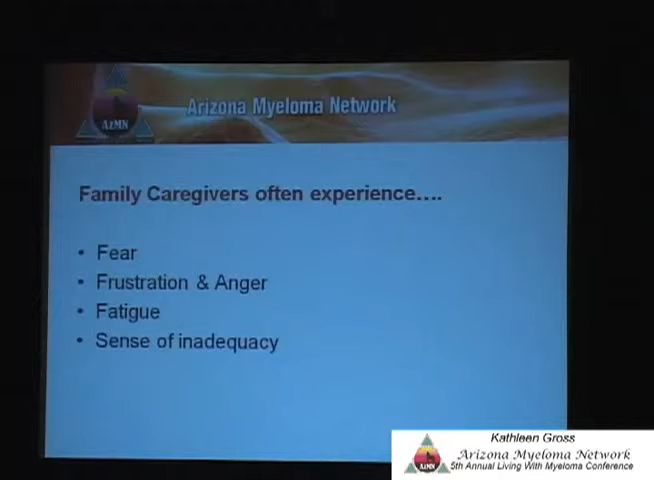 Arizona Myeloma Network
AzMN
Family Caregivers often experience....
• Fear
• Frustration & Anger
• Fatigue
• Sense of inadequacy
Kathleen Gross
Arizona Myeloma Network
AzMN
5th Annual Living With Myeloma Conference